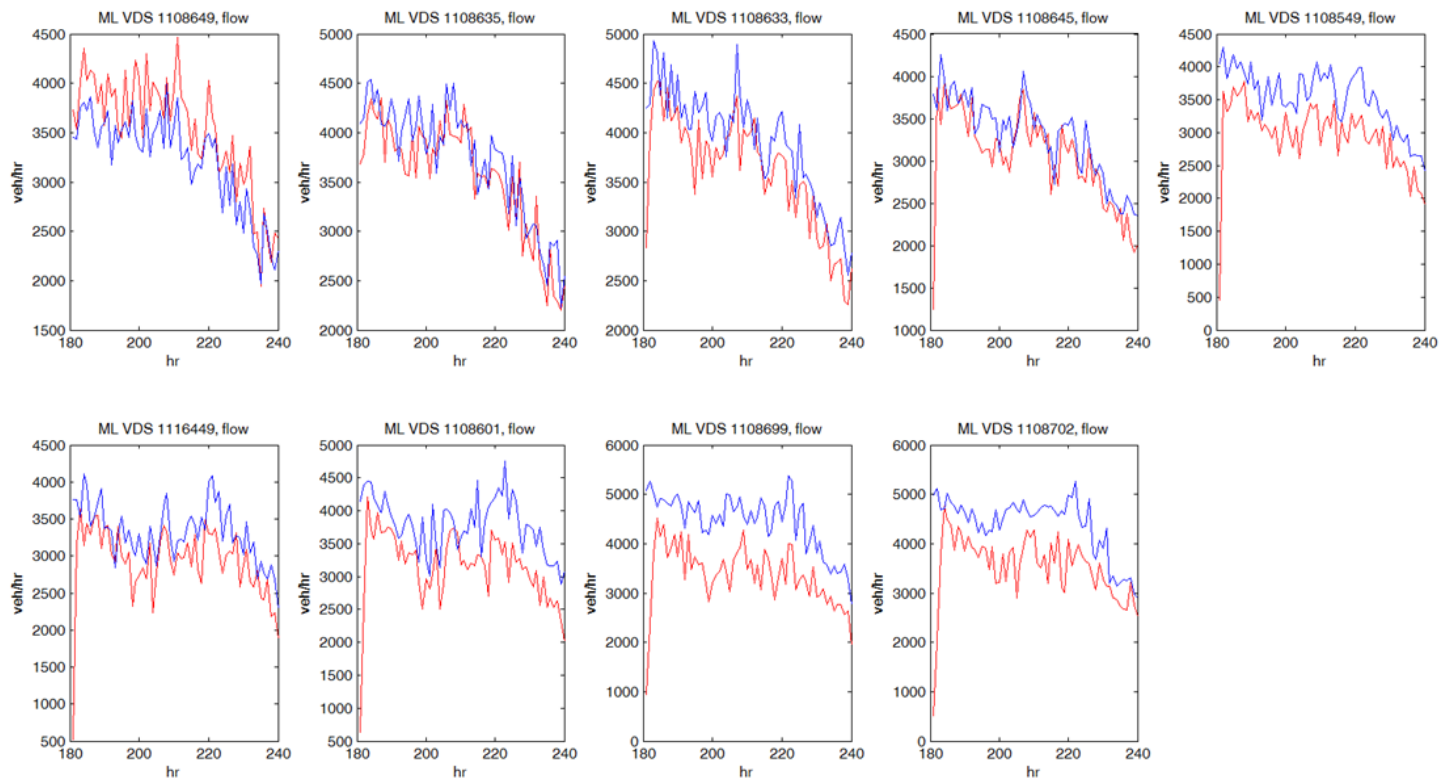 ML VDS 1108649, flow
4500
4000
3500
3000
2500
2000
1500
veh/hr
180 200 220 240
hr
ML VDS 1108635, flow
5000
4500
4000
3500
3000
2500
2000
veh/hr
180 200 220 240
hr
ML VDS 1108633, flow
5000
4500
4000
3500
3000
2500
2000
veh/hr
180 200 220 240
hr
ML VDS 1108645, flow
4500
4000
3500
3000
2500
2000
1500
1000
veh/hr
180 200 220 240
hr
ML VDS 1108549, flow
4500
4000
3500
3000
2500
2000
1500
1000
500
0
veh/hr
180 200 220 240
hr
ML VDS 1116449, flow
4500
4000
3500
3000
2500
2000
1500
1000
500
veh/hr
180 200 220 240
hr
ML VDS 1108601, flow
5000
4500
4000
3500
3000
2500
2000
1500
1000
500
veh/hr
180 200 220 240
hr
ML VDS 1108699, flow
6000
5000
4000
3000
2000
1000
0
veh/hr
180 200 220 240
hr
ML VDS 1108702, flow
6000
5000
4000
3000
2000
1000
0
veh/hr
180 200 220 240
hr